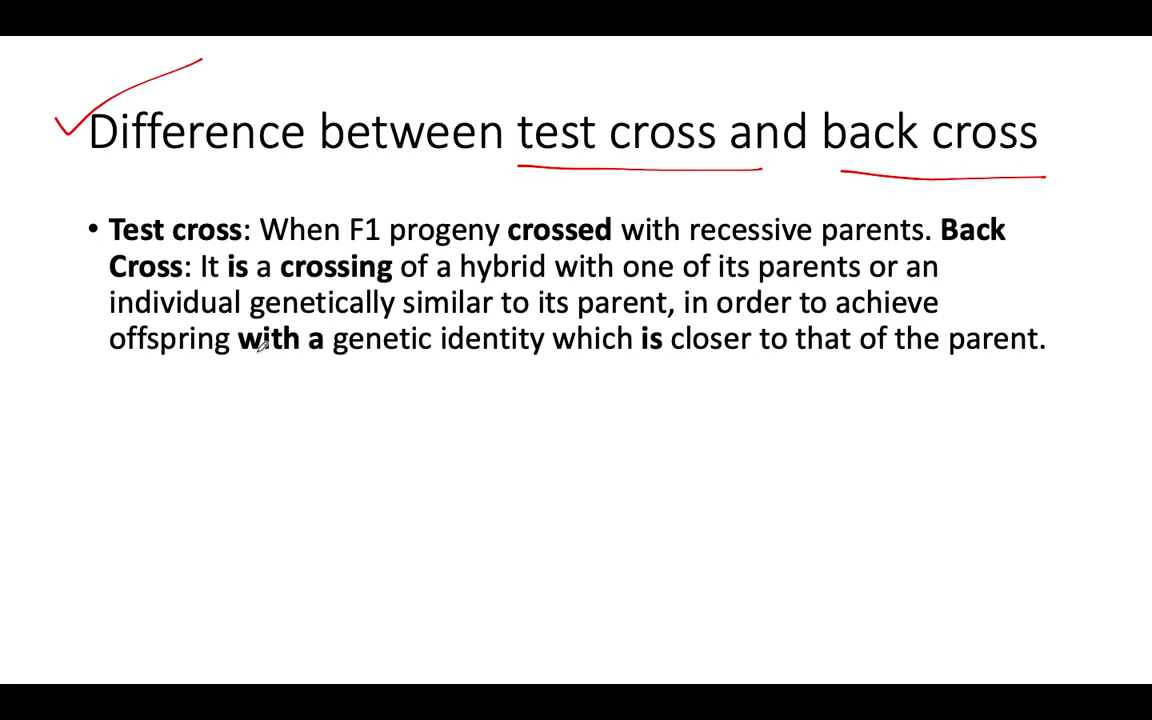 Difference between test cross and back cross
• Test cross: When F1 progeny crossed with recessive parents. Back
Cross: It is a crossing of a hybrid with one of its parents or an
individual genetically similar to its parent, in order to achieve
offspring with a genetic identity which is closer to that of the parent.